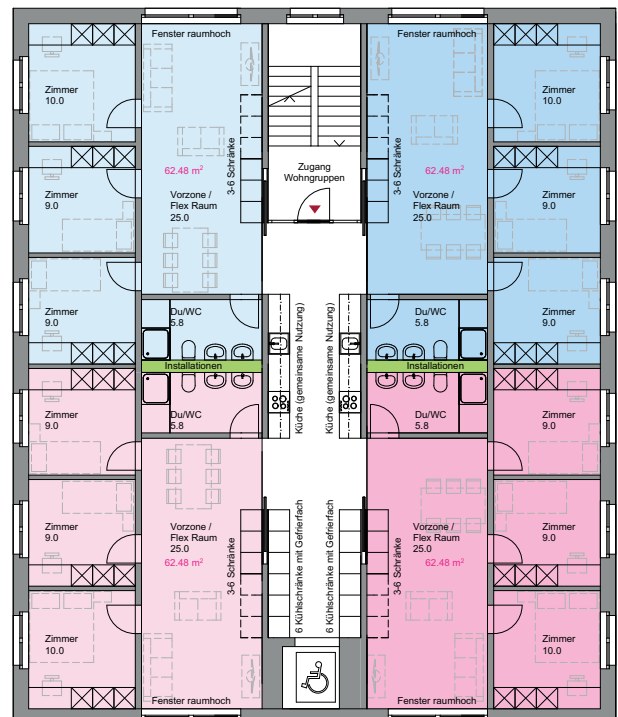 Fenster raumhoch
Fenster raumhoch
Zimmer
10.0
Zimmer
10.0
3-6 Schränke
3-6 Schränke
62.48 m²
62.48 m²
Zugang
Wohngruppen
Zimmer
9.0
Vorzone /
Flex Raum
25.0
Vorzone /
Flex Raum
25.0
Zimmer
9.0
Zimmer
9.0
Du/WC
5.8
Küche (gemeinsame Nutzung)
Küche (gemeinsame Nutzung)
Du/WC
5.8
Zimmer
9.0
Installationen
Installationen
Zimmer
9.0
Du/WC
5.8
Du/WC
5.8
Zimmer
9.0
Zimmer
9.0
Vorzone /
Flex Raum
25.0
62.48 m²
3-6 Schränke
6 Kühlschränke mit Gefrierfach
6 Kühlschränke mit Gefrierfach
3-6 Schränke
Vorzone /
Flex Raum
25.0
62.48 m²
Zimmer
9.0
Zimmer
10.0
Zimmer
10.0
Fenster raumhoch
Fenster raumhoch